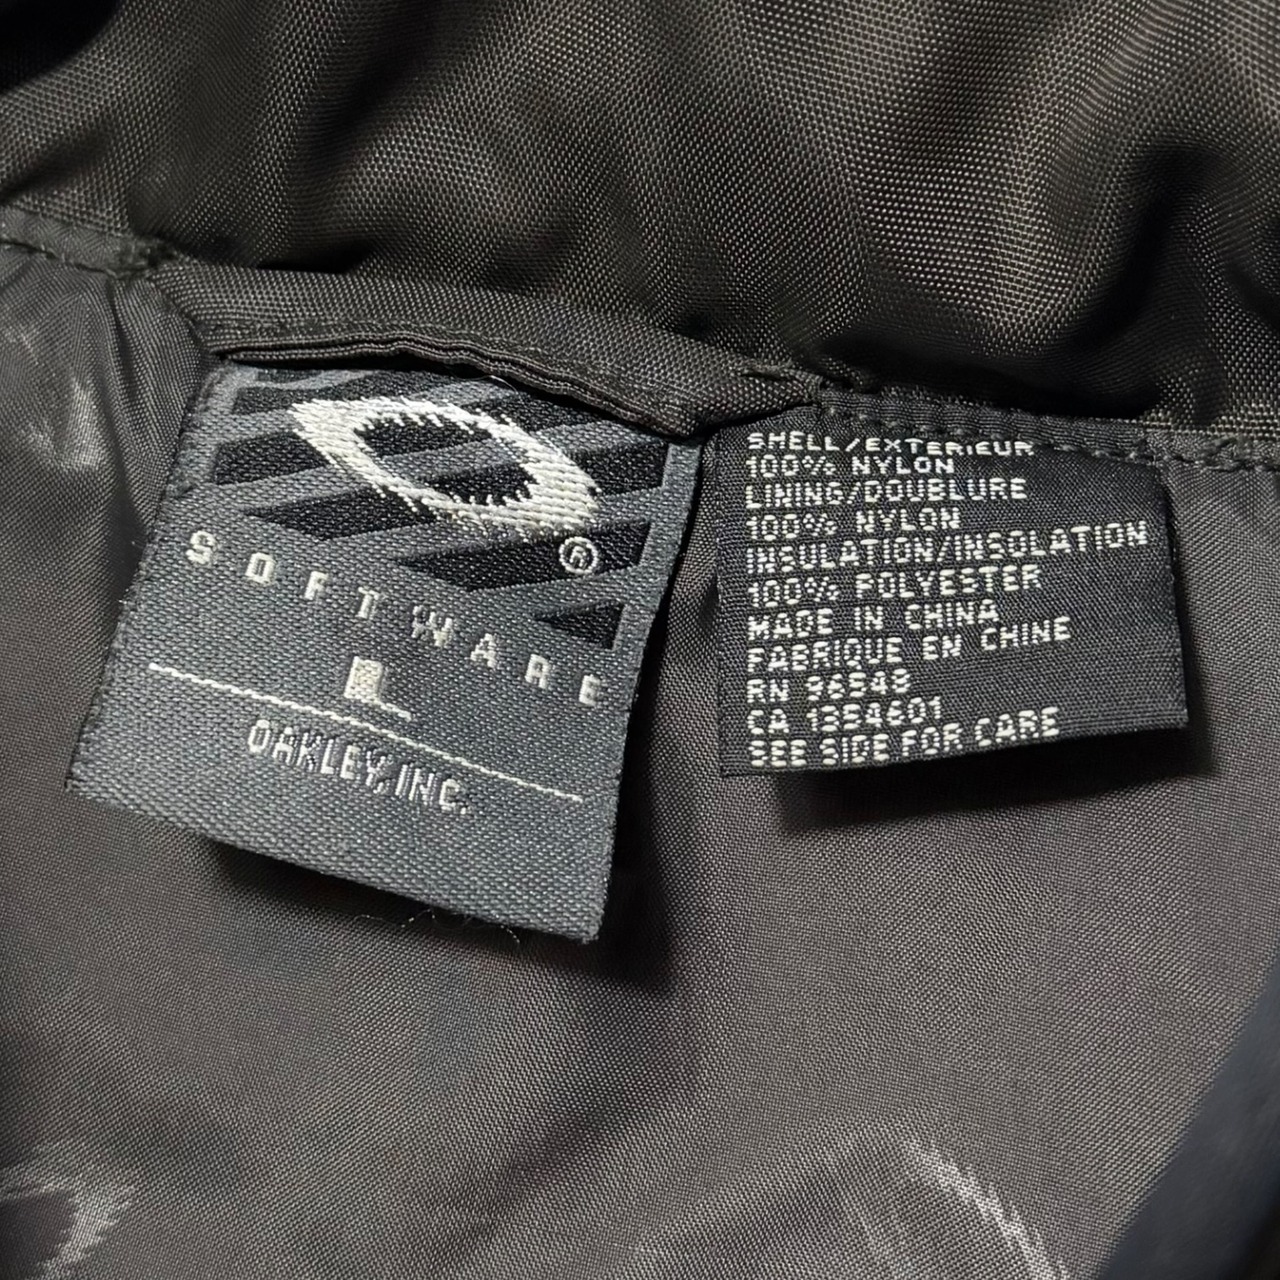 ®
SOFTWARE
L
OAKLEY, INC.
SHELL/EXTERIEUR
100% NYLON
LINING/DOUBLURE
100% NYLON
INSULATION/INSOLATION
100% POLYESTER
MADE IN CHINA
FABRIQUE EN CHINE
RN 96548
CA 1354601
SEE SIDE FOR CARE